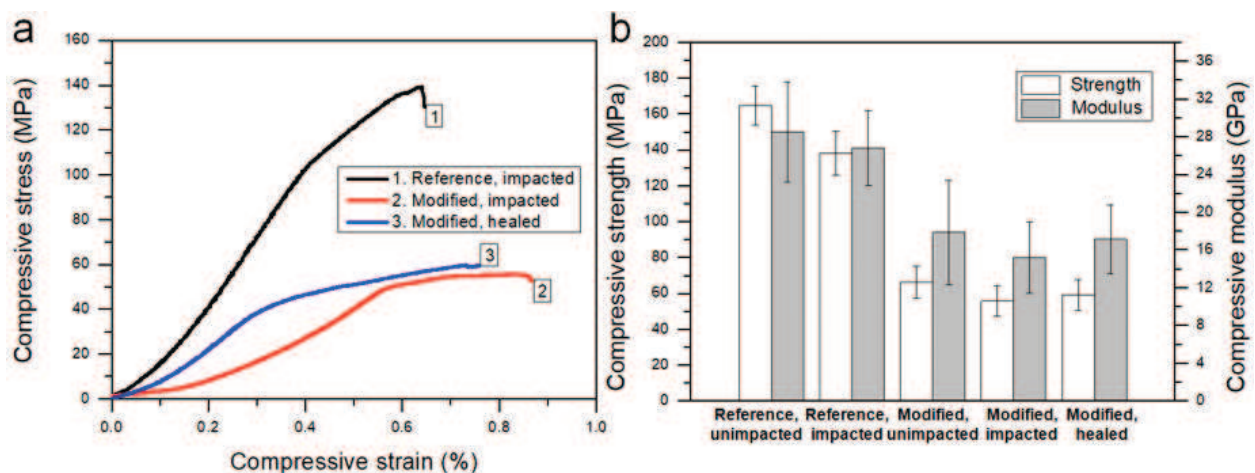 a
Compressive stress (MPa)
160
140
120
100
80
60
40
20
0
0.0 0.2 0.4 0.6 0.8 1.0
Compressive strain (%)
1. Reference, impacted
2. Modified, impacted
3. Modified, healed
1
3
2
b
Compressive strength (MPa)
200
180
160
140
120
100
80
60
40
20
0
Strength
Modulus
36
32
28
24
20
16
12
8
4
0
Compressive modulus (GPa)
Reference, Reference, Modified, Modified, Modified,
unimpacted impacted unimpacted impacted healed